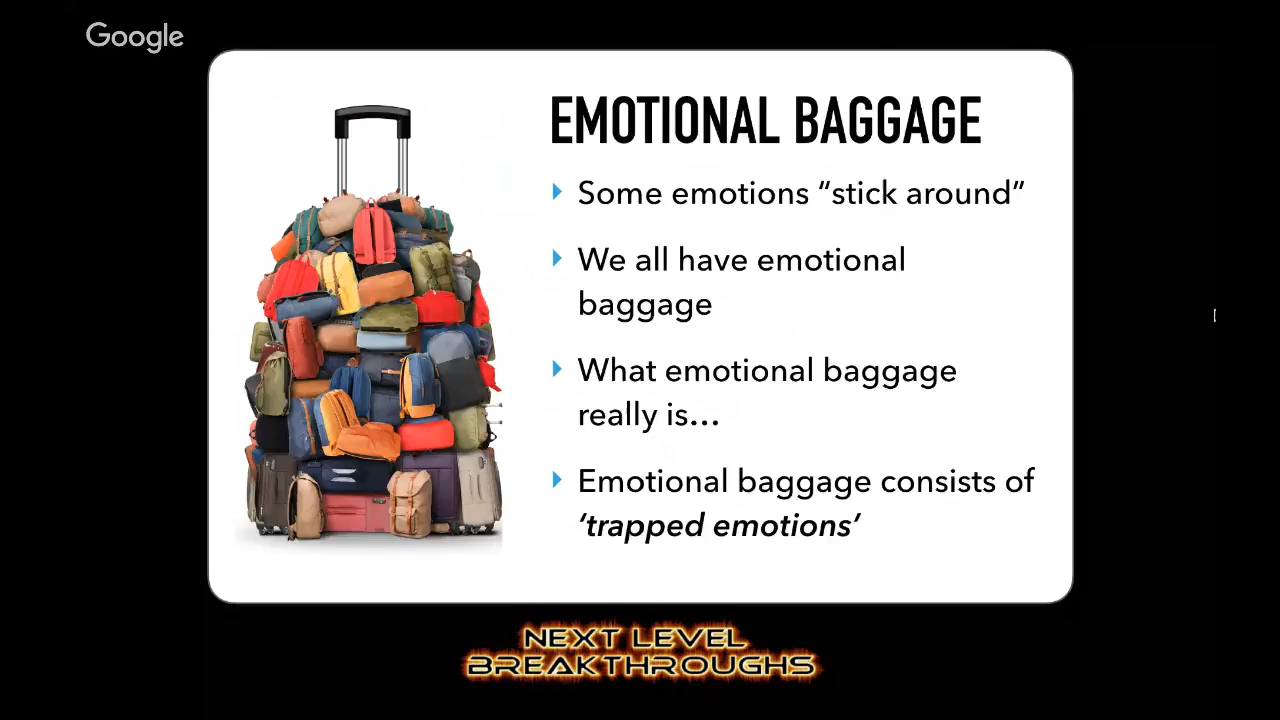 Google
EMOTIONAL BAGGAGE
Some emotions “stick around”
We all have emotional
baggage
What emotional baggage
really is...
Emotional baggage consists of
‘trapped emotions’
NEXT LEVEL
BREAKTHROUGHS